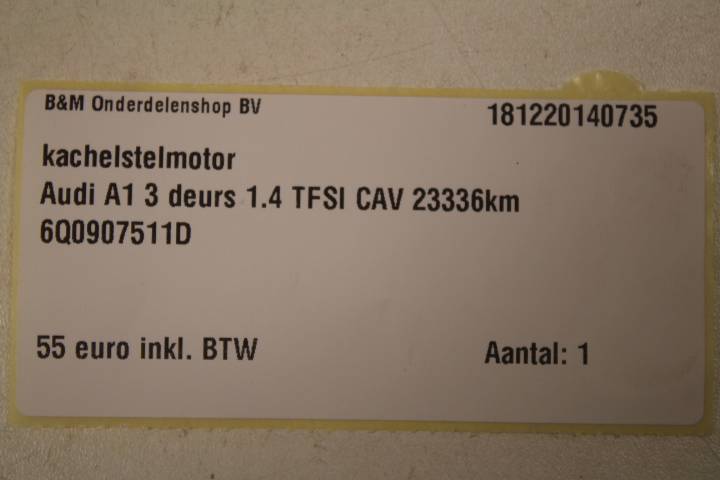 B&M Onderdelenshop BV 181220140735
kachelstelmotor
Audi A1 3 deurs 1.4 TFSI CAV 23336km
6Q0907511D
55 euro inkl. BTW Aantal: 1